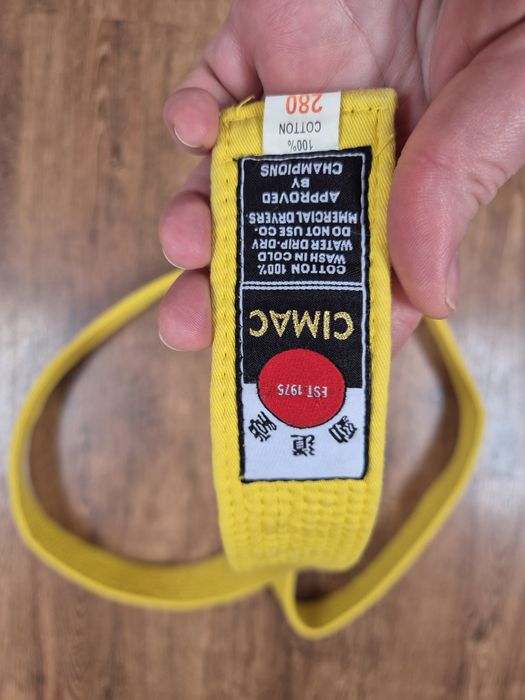 道
EST. 1975
CIMAC
COTTON 100%
WASH IN COLD
WATER DRIP-DRY
DO NOT USE CO.
MMERCIAL DRYERS.
APPROVED
BY
CHAMPIONS
100%
COTTON
280